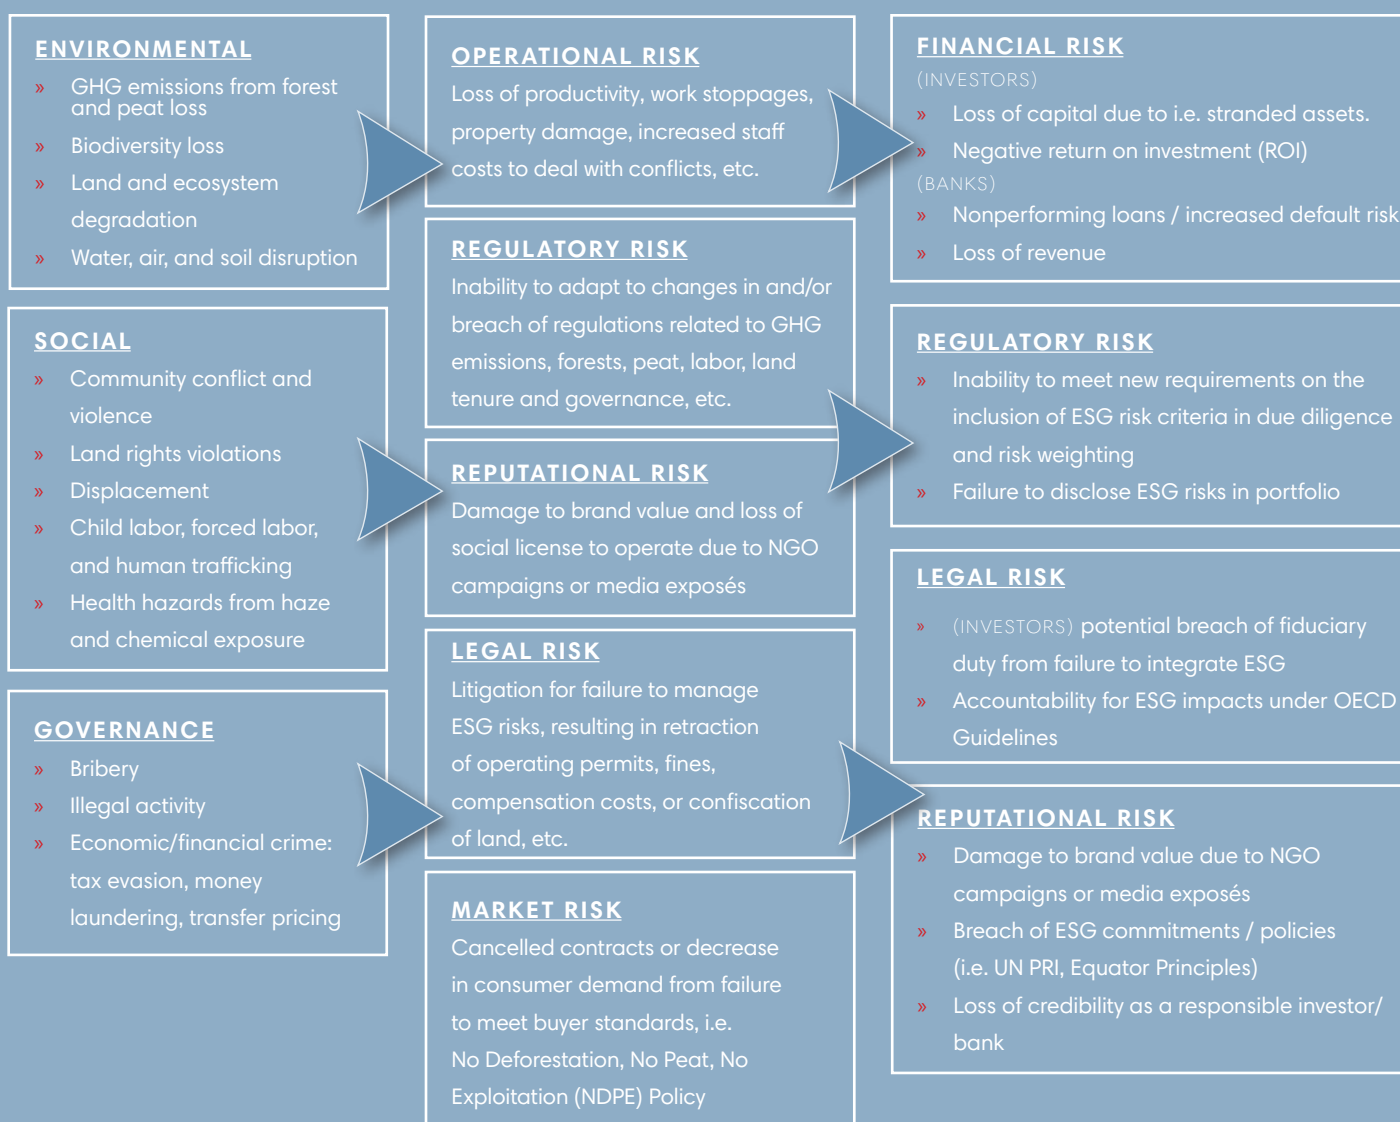 ENVIRONMENTAL
» GHG emissions from forest
and peat loss
» Biodiversity loss
» Land and ecosystem
degradation
» Water, air, and soil disruption
SOCIAL
» Community conflict and
violence
» Land rights violations
» Displacement
» Child labor, forced labor,
and human trafficking
» Health hazards from haze
and chemical exposure
GOVERNANCE
» Bribery
» Illegal activity
» Economic/financial crime:
tax evasion, money
laundering, transfer pricing
OPERATIONAL RISK
Loss of productivity, work stoppages,
property damage, increased staff
costs to deal with conflicts, etc.
REGULATORY RISK
Inability to adapt to changes in and/or
breach of regulations related to GHG
emissions, forests, peat, labor, land
tenure and governance, etc.
REPUTATIONAL RISK
Damage to brand value and loss of
social license to operate due to NGO
campaigns or media exposés
LEGAL RISK
Litigation for failure to manage
ESG risks, resulting in retraction
of operating permits, fines,
compensation costs, or confiscation
of land, etc.
MARKET RISK
Cancelled contracts or decrease
in consumer demand from failure
to meet buyer standards, i.e.
No Deforestation, No Peat, No
Exploitation (NDPE) Policy
FINANCIAL RISK
(INVESTORS)
» Loss of capital due to i.e. stranded assets.
» Negative return on investment (ROI)
(BANKS)
» Nonperforming loans / increased default risk
» Loss of revenue
REGULATORY RISK
» Inability to meet new requirements on the
inclusion of ESG risk criteria in due diligence
and risk weighting
» Failure to disclose ESG risks in portfolio
LEGAL RISK
» (INVESTORS) potential breach of fiduciary
duty from failure to integrate ESG
» Accountability for ESG impacts under OECD
Guidelines
REPUTATIONAL RISK
» Damage to brand value due to NGO
campaigns or media exposés
» Breach of ESG commitments / policies
(i.e. UN PRI, Equator Principles)
» Loss of credibility as a responsible investor/
bank